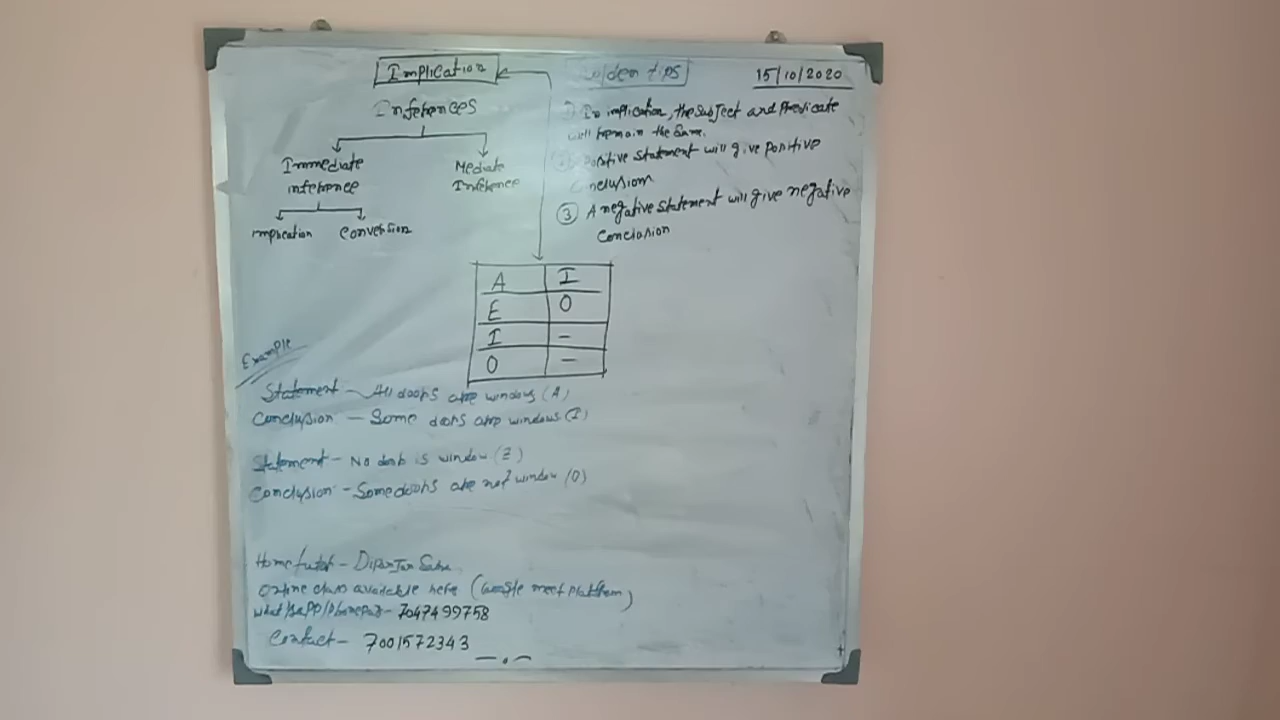 Implication
Inferences
Immediate
inference
Mediate
Inference
Implication
Conversion
Golden tips
15/10/2020
1) In implication, the subject and predicate
will remain the same.
Positive statement will give positive
Conclusion
3 A negative statement will give negative
Conclusion
A I
E O
I -
O -
Example
Statement - All doors are windows (A)
Conclusion - Some doors are windows (I)
Statement - No door is window (E)
Conclusion - Some doors are not window (O)
Home tutor - Dipanjan Saha
Online class available here (Google meet platform)
WhatsApp/Phonepay - 7047499758
Contact - 7001572343